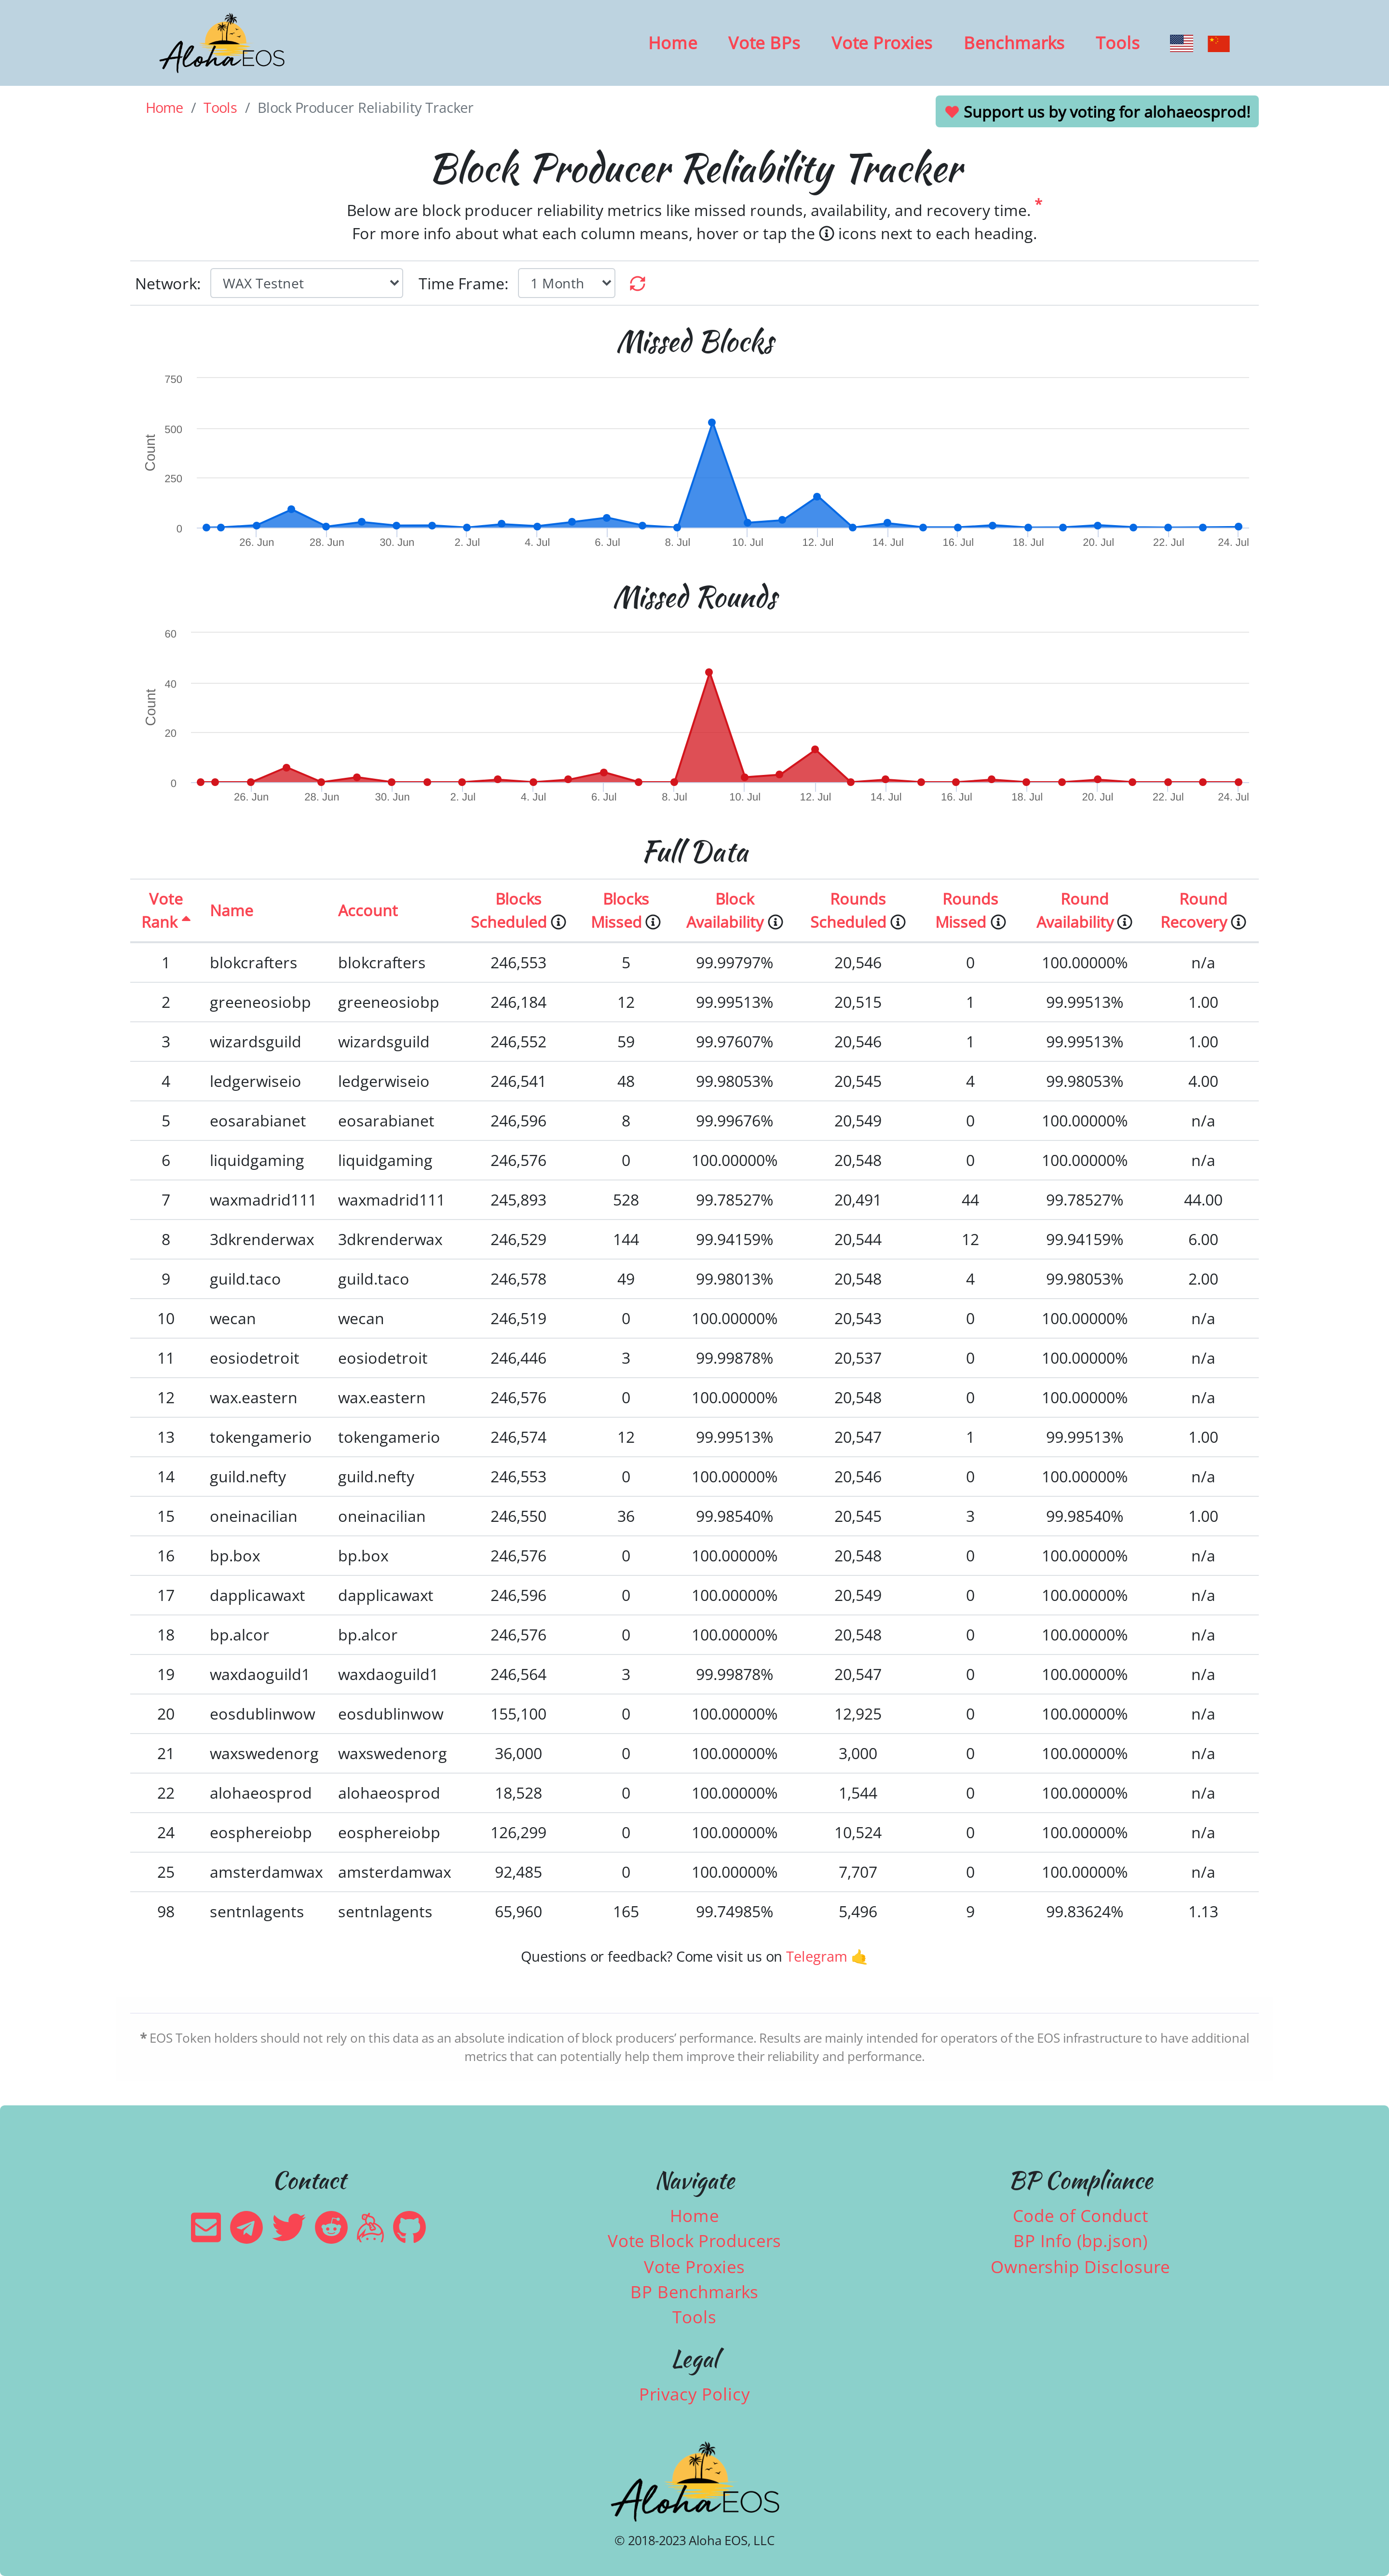 Aloha EOS
Home Vote BPs Vote Proxies Benchmarks Tools
Home / Tools / Block Producer Reliability Tracker
Support us by voting for alohaeosprod!
Block Producer Reliability Tracker
Below are block producer reliability metrics like missed rounds, availability, and recovery time. *
For more info about what each column means, hover or tap the icons next to each heading.
Network: WAX Testnet Time Frame: 1 Month
Missed Blocks
Count
750
500
250
0
26. Jun 28. Jun 30. Jun 2. Jul 4. Jul 6. Jul 8. Jul 10. Jul 12. Jul 14. Jul 16. Jul 18. Jul 20. Jul 22. Jul 24. Jul
Missed Rounds
Count
60
40
20
0
26. Jun 28. Jun 30. Jun 2. Jul 4. Jul 6. Jul 8. Jul 10. Jul 12. Jul 14. Jul 16. Jul 18. Jul 20. Jul 22. Jul 24. Jul
Full Data
Vote Blocks Blocks Block Rounds Rounds Round Round
Rank Name Account Scheduled Missed Availability Scheduled Missed Availability Recovery
1 blokcrafters blokcrafters 246,553 5 99.99797% 20,546 0 100.00000% n/a
2 greeneosiobp greeneosiobp 246,184 12 99.99513% 20,515 1 99.99513% 1.00
3 wizardsguild wizardsguild 246,552 59 99.97607% 20,546 1 99.99513% 1.00
4 ledgerwiseio ledgerwiseio 246,541 48 99.98053% 20,545 4 99.98053% 4.00
5 eosarabianet eosarabianet 246,596 8 99.99676% 20,549 0 100.00000% n/a
6 liquidgaming liquidgaming 246,576 0 100.00000% 20,548 0 100.00000% n/a
7 waxmadrid111 waxmadrid111 245,893 528 99.78527% 20,491 44 99.78527% 44.00
8 3dkrenderwax 3dkrenderwax 246,529 144 99.94159% 20,544 12 99.94159% 6.00
9 guild.taco guild.taco 246,578 49 99.98013% 20,548 4 99.98053% 2.00
10 wecan wecan 246,519 0 100.00000% 20,543 0 100.00000% n/a
11 eosiodetroit eosiodetroit 246,446 3 99.99878% 20,537 0 100.00000% n/a
12 wax.eastern wax.eastern 246,576 0 100.00000% 20,548 0 100.00000% n/a
13 tokengamerio tokengamerio 246,574 12 99.99513% 20,547 1 99.99513% 1.00
14 guild.nefty guild.nefty 246,553 0 100.00000% 20,546 0 100.00000% n/a
15 oneinacilian oneinacilian 246,550 36 99.98540% 20,545 3 99.98540% 1.00
16 bp.box bp.box 246,576 0 100.00000% 20,548 0 100.00000% n/a
17 dapplicawaxt dapplicawaxt 246,596 0 100.00000% 20,549 0 100.00000% n/a
18 bp.alcor bp.alcor 246,576 0 100.00000% 20,548 0 100.00000% n/a
19 waxdaoguild1 waxdaoguild1 246,564 3 99.99878% 20,547 0 100.00000% n/a
20 eosdublinwow eosdublinwow 155,100 0 100.00000% 12,925 0 100.00000% n/a
21 waxswedenorg waxswedenorg 36,000 0 100.00000% 3,000 0 100.00000% n/a
22 alohaeosprod alohaeosprod 18,528 0 100.00000% 1,544 0 100.00000% n/a
24 eosphereiobp eosphereiobp 126,299 0 100.00000% 10,524 0 100.00000% n/a
25 amsterdamwax amsterdamwax 92,485 0 100.00000% 7,707 0 100.00000% n/a
98 sentnlagents sentnlagents 65,960 165 99.74985% 5,496 9 99.83624% 1.13
Questions or feedback? Come visit us on Telegram 🤙
* EOS Token holders should not rely on this data as an absolute indication of block producers’ performance. Results are mainly intended for operators of the EOS infrastructure to have additional
metrics that can potentially help them improve their reliability and performance.
Contact
Navigate
Home
Vote Block Producers
Vote Proxies
BP Benchmarks
Tools
Legal
Privacy Policy
BP Compliance
Code of Conduct
BP Info (bp.json)
Ownership Disclosure
Aloha EOS
© 2018-2023 Aloha EOS, LLC